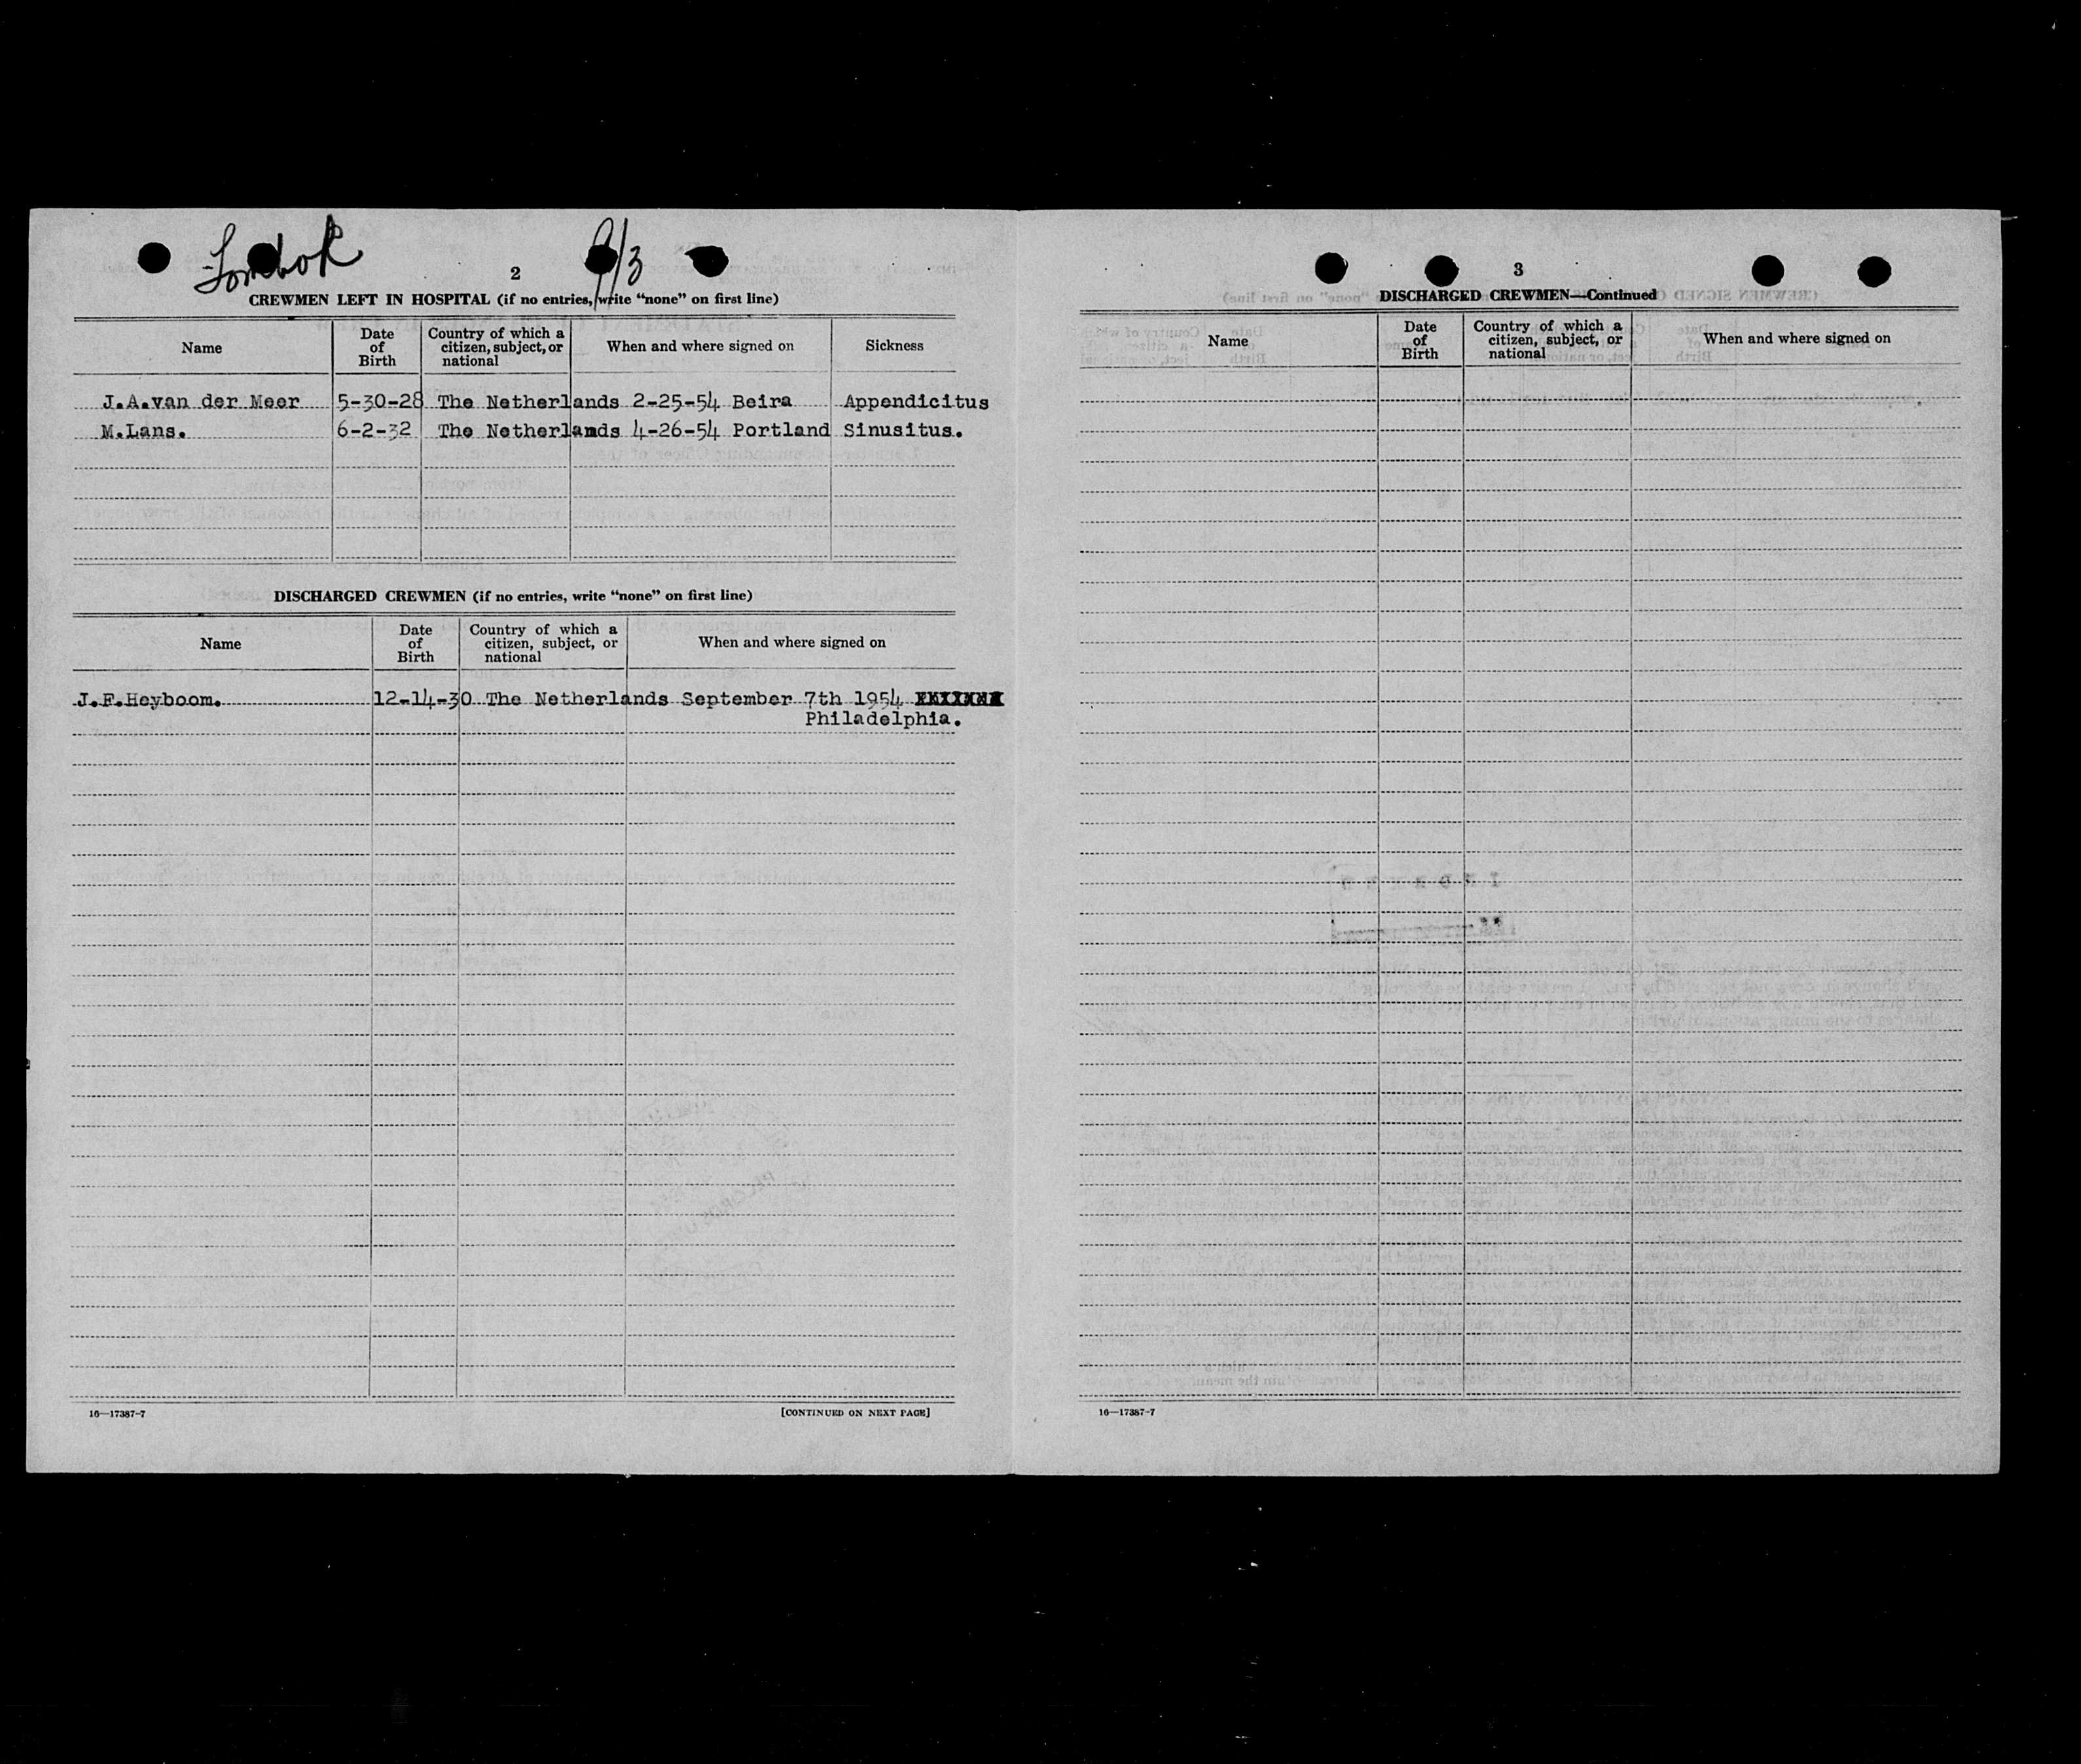 Lombok 9/3
2
CREWMEN LEFT IN HOSPITAL (if no entries, write “none” on first line)
Name Date of Birth Country of which a citizen, subject, or national When and where signed on Sickness
J.A.van der Meer 5-30-28 The Netherlands 2-25-54 Beira Appendicitus
M.Lans. 6-2-32 The Netherlands 4-26-54 Portland Sinusitus.
DISCHARGED CREWMEN (if no entries, write “none” on first line)
Name Date of Birth Country of which a citizen, subject, or national When and where signed on
J.F.Heyboom. 12-14-30 The Netherlands September 7th 1954
Philadelphia.
16—17387-7 [CONTINUED ON NEXT PAGE]
3
DISCHARGED CREWMEN—Continued
Name Date of Birth Country of which a citizen, subject, or national When and where signed on
16—17387-7